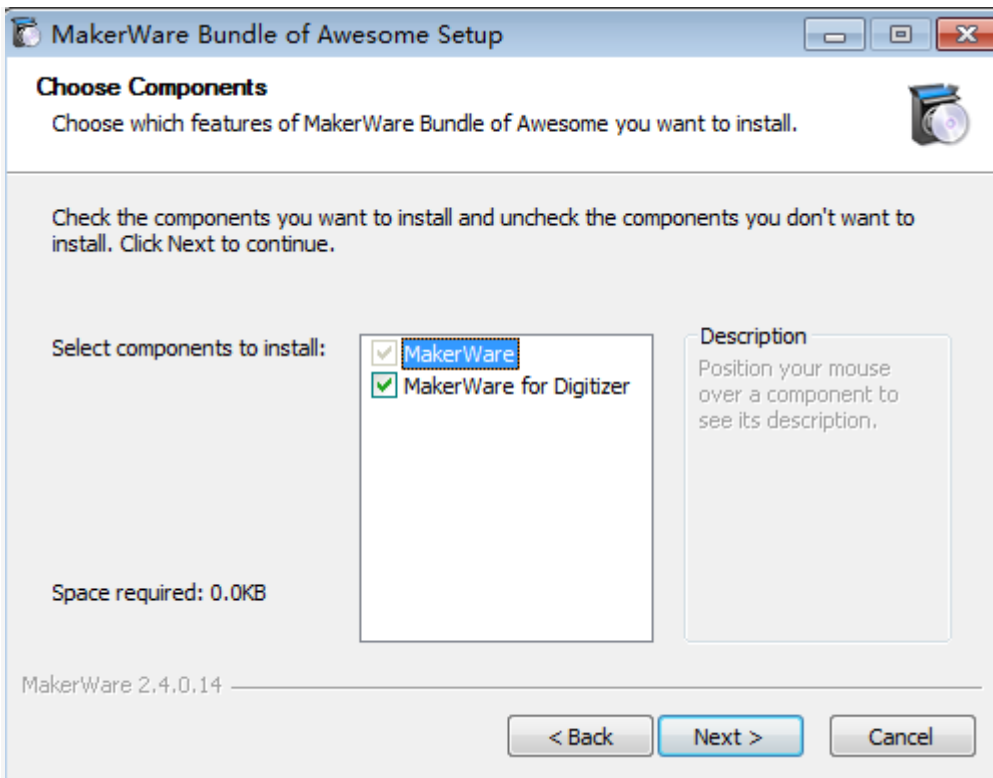 MakerWare Bundle of Awesome Setup
Choose Components
Choose which features of MakerWare Bundle of Awesome you want to install.
Check the components you want to install and uncheck the components you don't want to
install. Click Next to continue.
Select components to install:
MakerWare
MakerWare for Digitizer
Description
Position your mouse
over a component to
see its description.
Space required: 0.0KB
MakerWare 2.4.0.14
< Back
Next >
Cancel